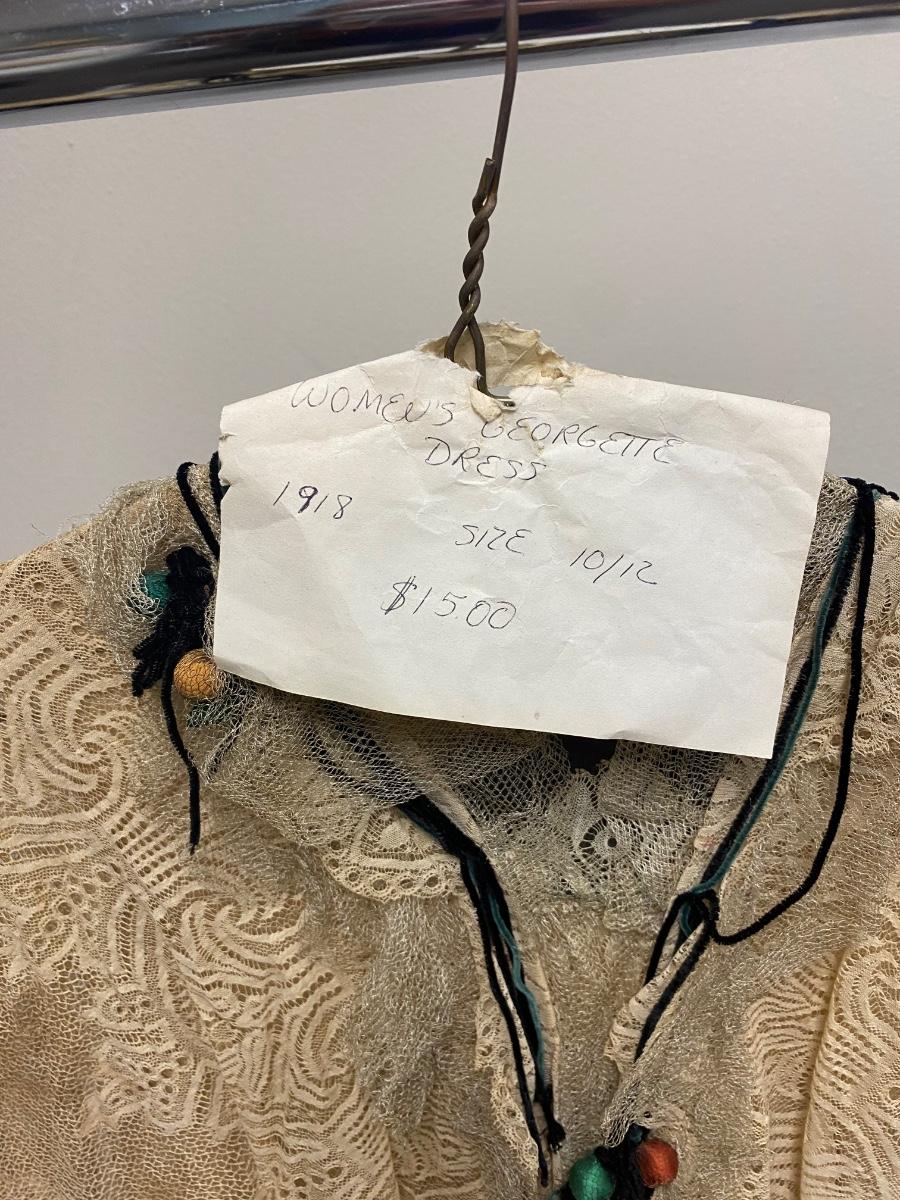 WOMEN'S GEORGETTE
DRESS
1918
SIZE 10/12
$15.00